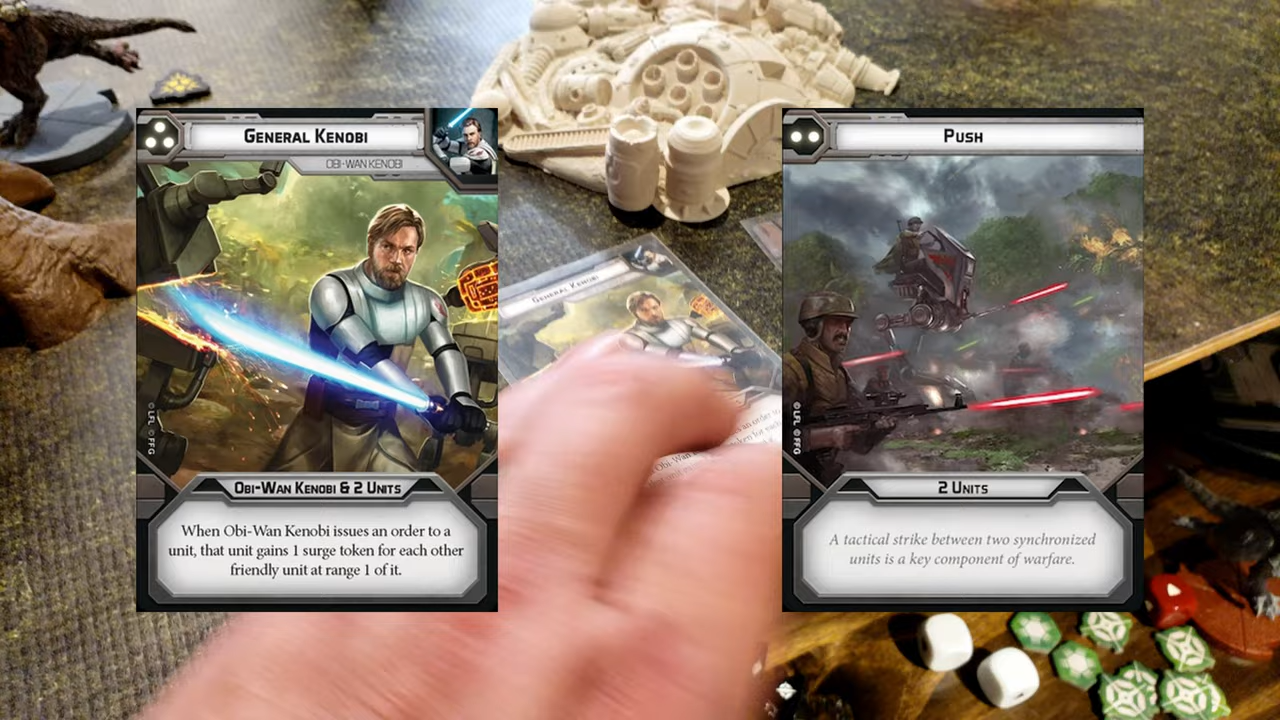 GENERAL KENOBI
OBI-WAN KENOBI
© LFL © FFG
OBI-WAN KENOBI & 2 UNITS
When Obi-Wan Kenobi issues an order to a
unit, that unit gains 1 surge token for each other
friendly unit at range 1 of it.
GENERAL KENOBI
PUSH
© LFL © FFG
2 UNITS
A tactical strike between two synchronized
units is a key component of warfare.